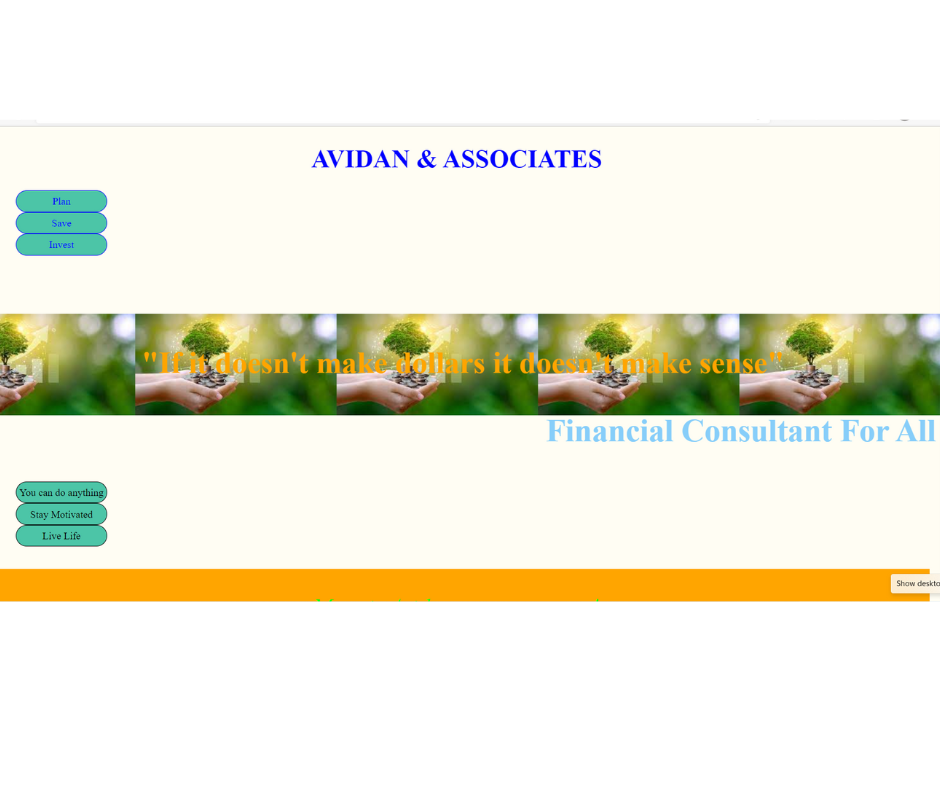 AVIDAN & ASSOCIATES
Plan
Save
Invest
"If it doesn't make dollars it doesn't make sense"
Financial Consultant For All
You can do anything
Stay Motivated
Live Life
Show deskto